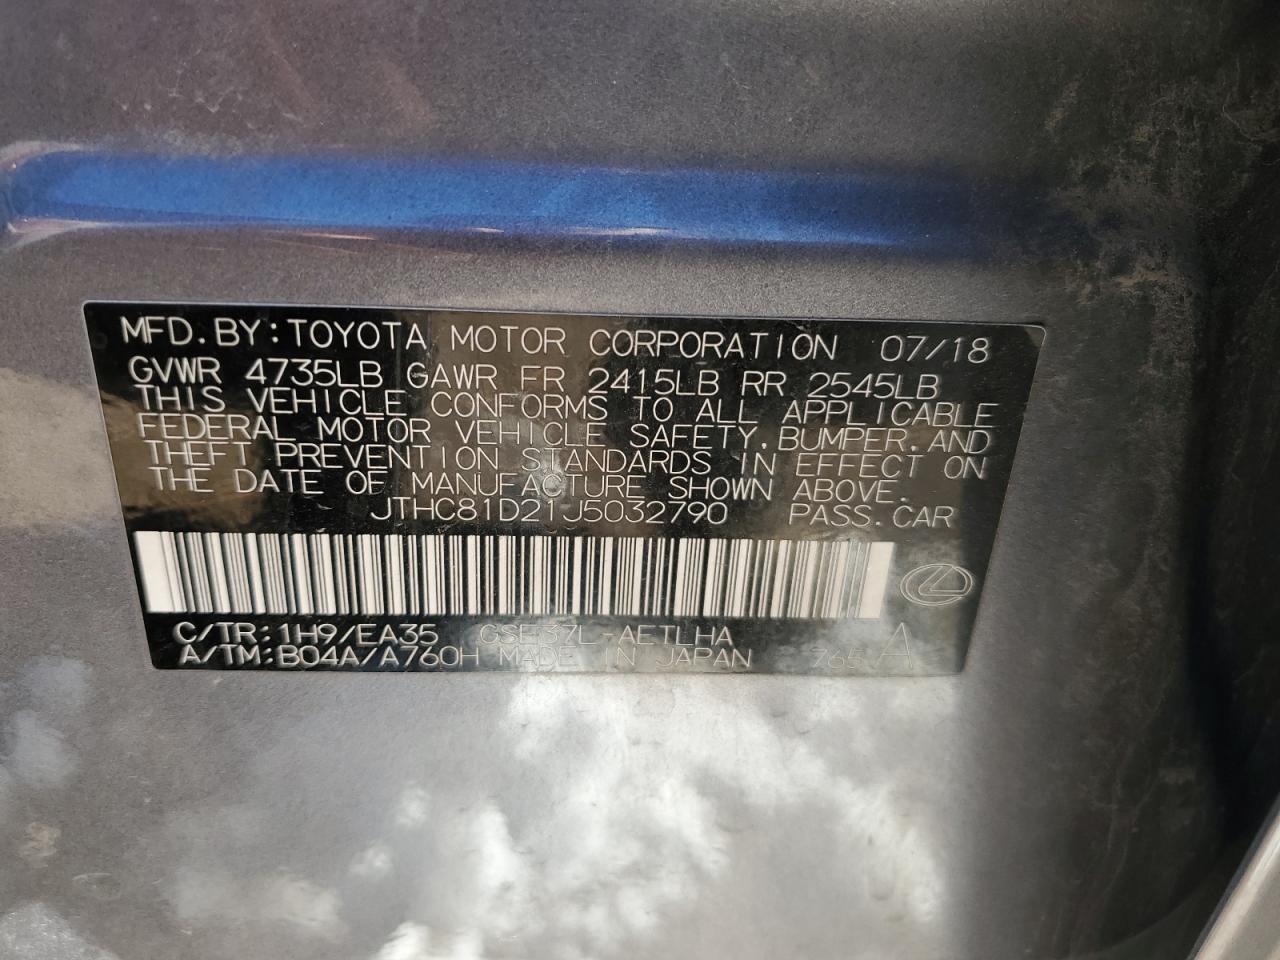 MFD.BY:TOYOTA MOTOR CORPORATION 07/18
GVWR 4735LB GAWR FR 2415LB RR 2545LB
THIS VEHICLE CONFORMS TO ALL APPLICABLE
FEDERAL MOTOR VEHICLE SAFETY,BUMPER,AND
THEFT PREVENTION STANDARDS IN EFFECT ON
THE DATE OF MANUFACTURE SHOWN ABOVE.
JTHC81D21J5032790 PASS.CAR
C/TR:1H9/EA35 GSE37L-AETLHA
A/TM:B04A/A760H MADE IN JAPAN 765 A